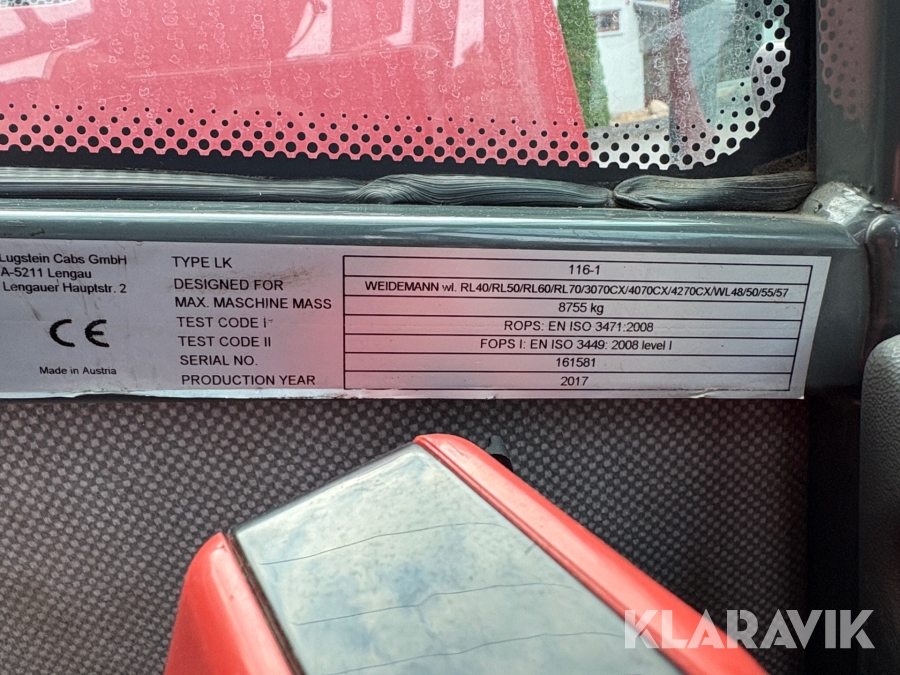 Lugstein Cabs GmbH
A-5211 Lengau
Lengauer Hauptstr. 2
CE
Made in Austria
TYPE LK 116-1
DESIGNED FOR WEIDEMANN wl. RL40/RL50/RL60/RL70/3070CX/4070CX/4270CX/WL48/50/55/57
MAX. MASCHINE MASS 8755 kg
TEST CODE I ROPS: EN ISO 3471:2008
TEST CODE II FOPS I: EN ISO 3449: 2008 level I
SERIAL NO. 161581
PRODUCTION YEAR 2017
KLARAVIK